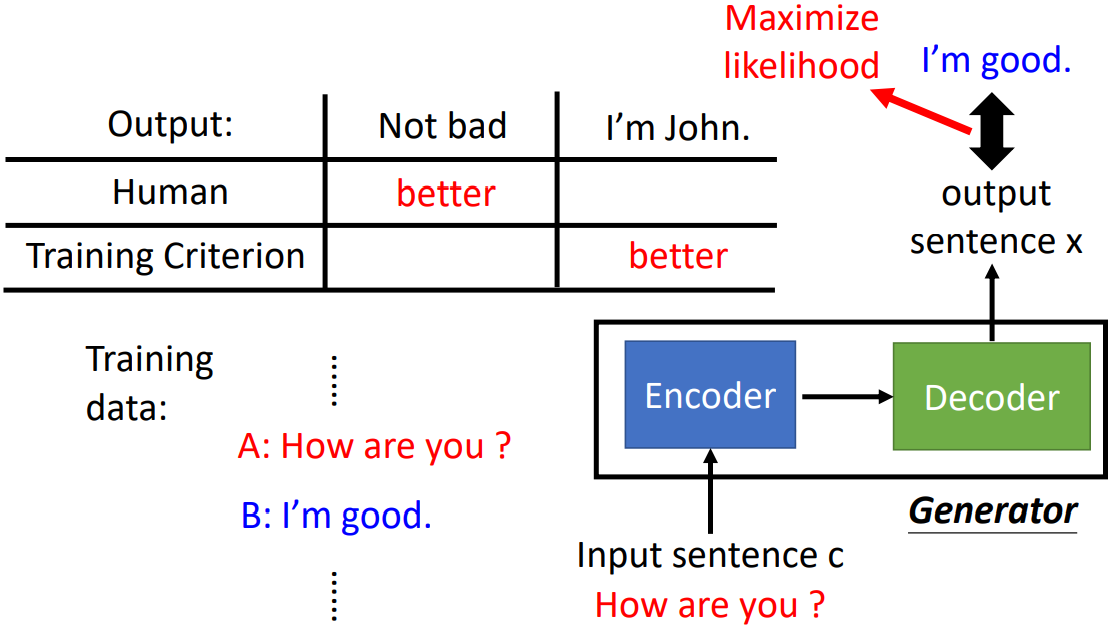 Maximize
likelihood
I'm good.
Output:
Not bad
I'm John.
Human
better
Training Criterion
better
output
sentence x
Training
data:
A: How are you ?
B: I'm good.
Encoder
Decoder
Generator
Input sentence c
How are you ?